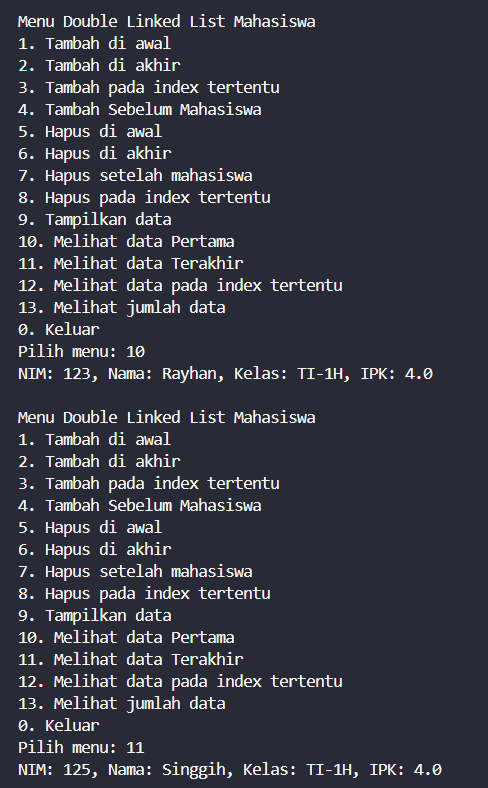 Menu Double Linked List Mahasiswa
1. Tambah di awal
2. Tambah di akhir
3. Tambah pada index tertentu
4. Tambah Sebelum Mahasiswa
5. Hapus di awal
6. Hapus di akhir
7. Hapus setelah mahasiswa
8. Hapus pada index tertentu
9. Tampilkan data
10. Melihat data Pertama
11. Melihat data Terakhir
12. Melihat data pada index tertentu
13. Melihat jumlah data
0. Keluar
Pilih menu: 10
NIM: 123, Nama: Rayhan, Kelas: TI-1H, IPK: 4.0

Menu Double Linked List Mahasiswa
1. Tambah di awal
2. Tambah di akhir
3. Tambah pada index tertentu
4. Tambah Sebelum Mahasiswa
5. Hapus di awal
6. Hapus di akhir
7. Hapus setelah mahasiswa
8. Hapus pada index tertentu
9. Tampilkan data
10. Melihat data Pertama
11. Melihat data Terakhir
12. Melihat data pada index tertentu
13. Melihat jumlah data
0. Keluar
Pilih menu: 11
NIM: 125, Nama: Singgih, Kelas: TI-1H, IPK: 4.0